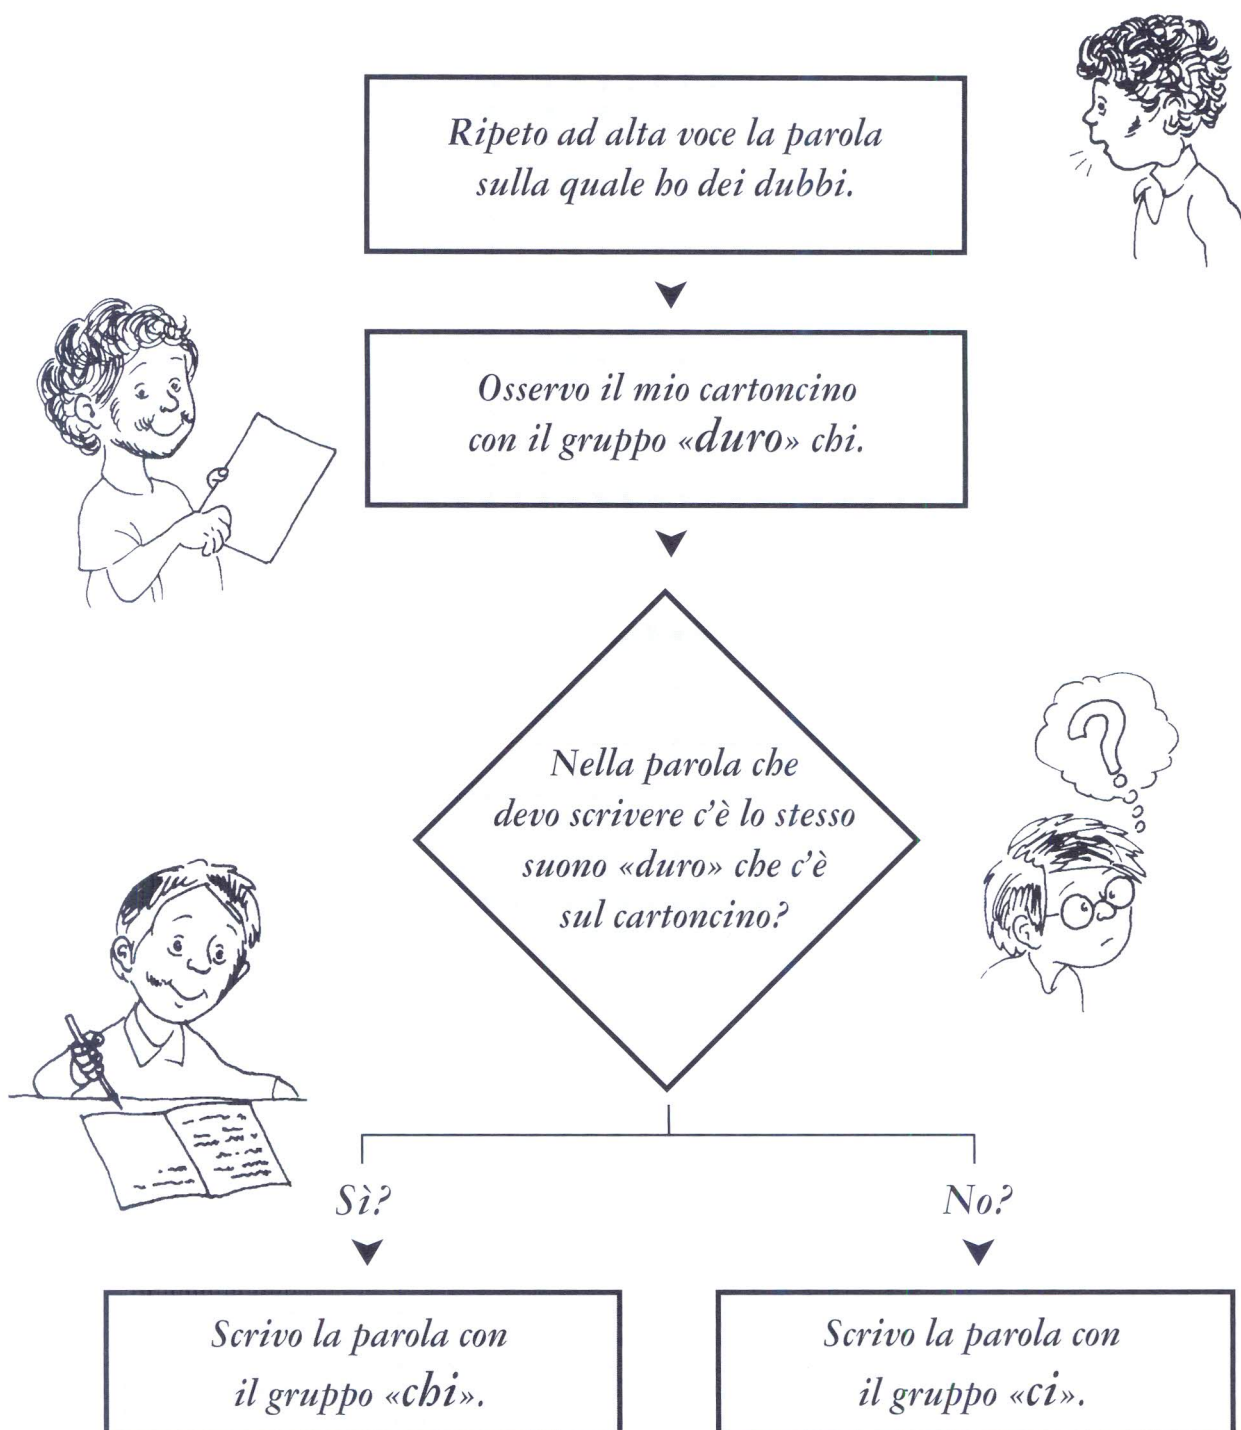 Ripeto ad alta voce la parola
sulla quale ho dei dubbi.
Osservo il mio cartoncino
con il gruppo «duro» chi.
?
Nella parola che
devo scrivere c'è lo stesso
suono «duro» che c'è
sul cartoncino?
Sì?
No?
Scrivo la parola con
il gruppo «chi».
Scrivo la parola con
il gruppo «ci».